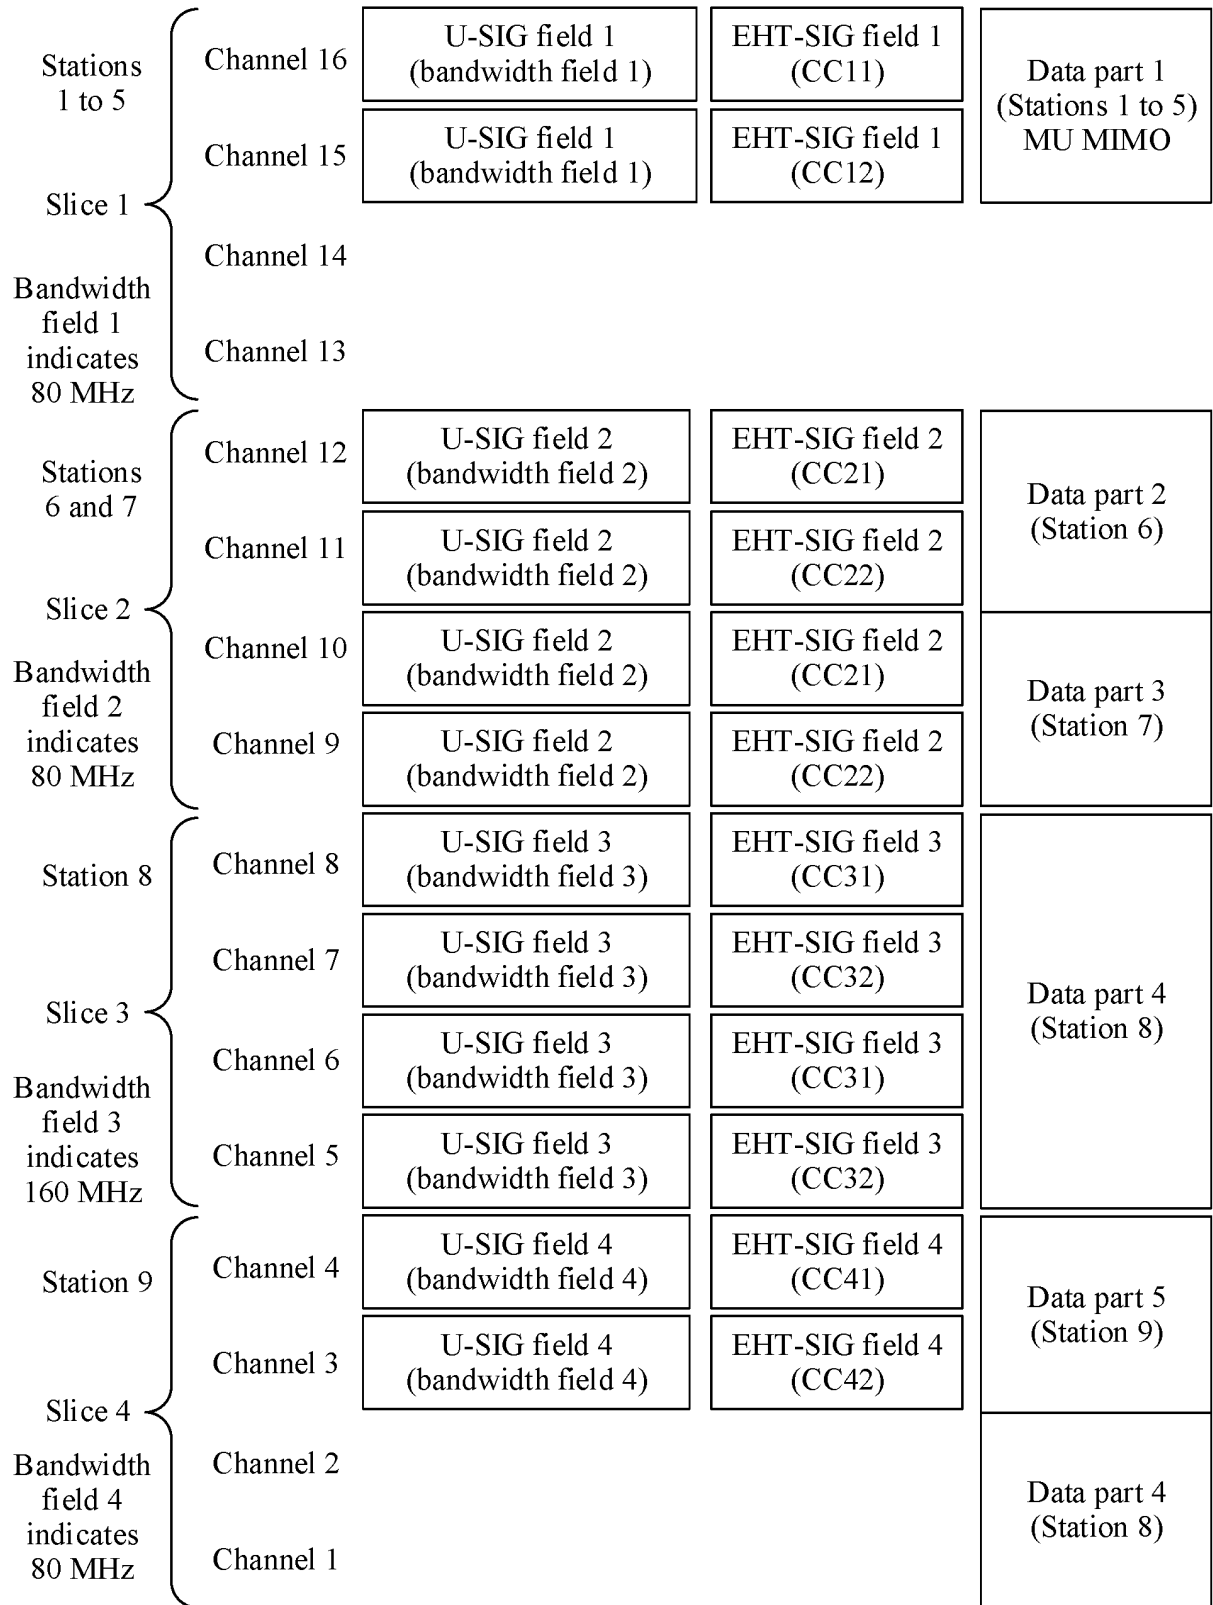 Stations
1 to 5
Slice 1
Bandwidth
field 1
indicates
80 MHz
Channel 16
U-SIG field 1
(bandwidth field 1)
EHT-SIG field 1
(CC11)
Channel 15
U-SIG field 1
(bandwidth field 1)
EHT-SIG field 1
(CC12)
Data part 1
(Stations 1 to 5)
MU MIMO
Channel 14
Channel 13
Stations
6 and 7
Slice 2
Bandwidth
field 2
indicates
80 MHz
Channel 12
U-SIG field 2
(bandwidth field 2)
EHT-SIG field 2
(CC21)
Channel 11
U-SIG field 2
(bandwidth field 2)
EHT-SIG field 2
(CC22)
Data part 2
(Station 6)
Channel 10
U-SIG field 2
(bandwidth field 2)
EHT-SIG field 2
(CC21)
Channel 9
U-SIG field 2
(bandwidth field 2)
EHT-SIG field 2
(CC22)
Data part 3
(Station 7)
Station 8
Slice 3
Bandwidth
field 3
indicates
160 MHz
Channel 8
U-SIG field 3
(bandwidth field 3)
EHT-SIG field 3
(CC31)
Channel 7
U-SIG field 3
(bandwidth field 3)
EHT-SIG field 3
(CC32)
Channel 6
U-SIG field 3
(bandwidth field 3)
EHT-SIG field 3
(CC31)
Channel 5
U-SIG field 3
(bandwidth field 3)
EHT-SIG field 3
(CC32)
Data part 4
(Station 8)
Station 9
Slice 4
Bandwidth
field 4
indicates
80 MHz
Channel 4
U-SIG field 4
(bandwidth field 4)
EHT-SIG field 4
(CC41)
Channel 3
U-SIG field 4
(bandwidth field 4)
EHT-SIG field 4
(CC42)
Data part 5
(Station 9)
Channel 2
Channel 1
Data part 4
(Station 8)